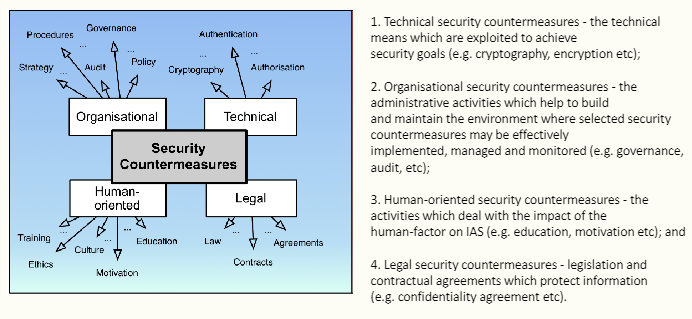 Governance
Procedures
...
Strategy
...
Audit
...
Policy
Organisational
Authentication
...
Cryptography
...
Authorisation
Technical
Security
Countermeasures
Human-
oriented
Training
...
Ethics
Culture
...
Motivation
Education
Legal
Law
...
Contracts
...
Agreements
1. Technical security countermeasures - the technical
means which are exploited to achieve
security goals (e.g. cryptography, encryption etc);
2. Organisational security countermeasures - the
administrative activities which help to build
and maintain the environment where selected security
countermeasures may be effectively
implemented, managed and monitored (e.g. governance,
audit, etc);
3. Human-oriented security countermeasures - the
activities which deal with the impact of the
human-factor on IAS (e.g. education, motivation etc); and
4. Legal security countermeasures - legislation and
contractual agreements which protect information
(e.g. confidentiality agreement etc).